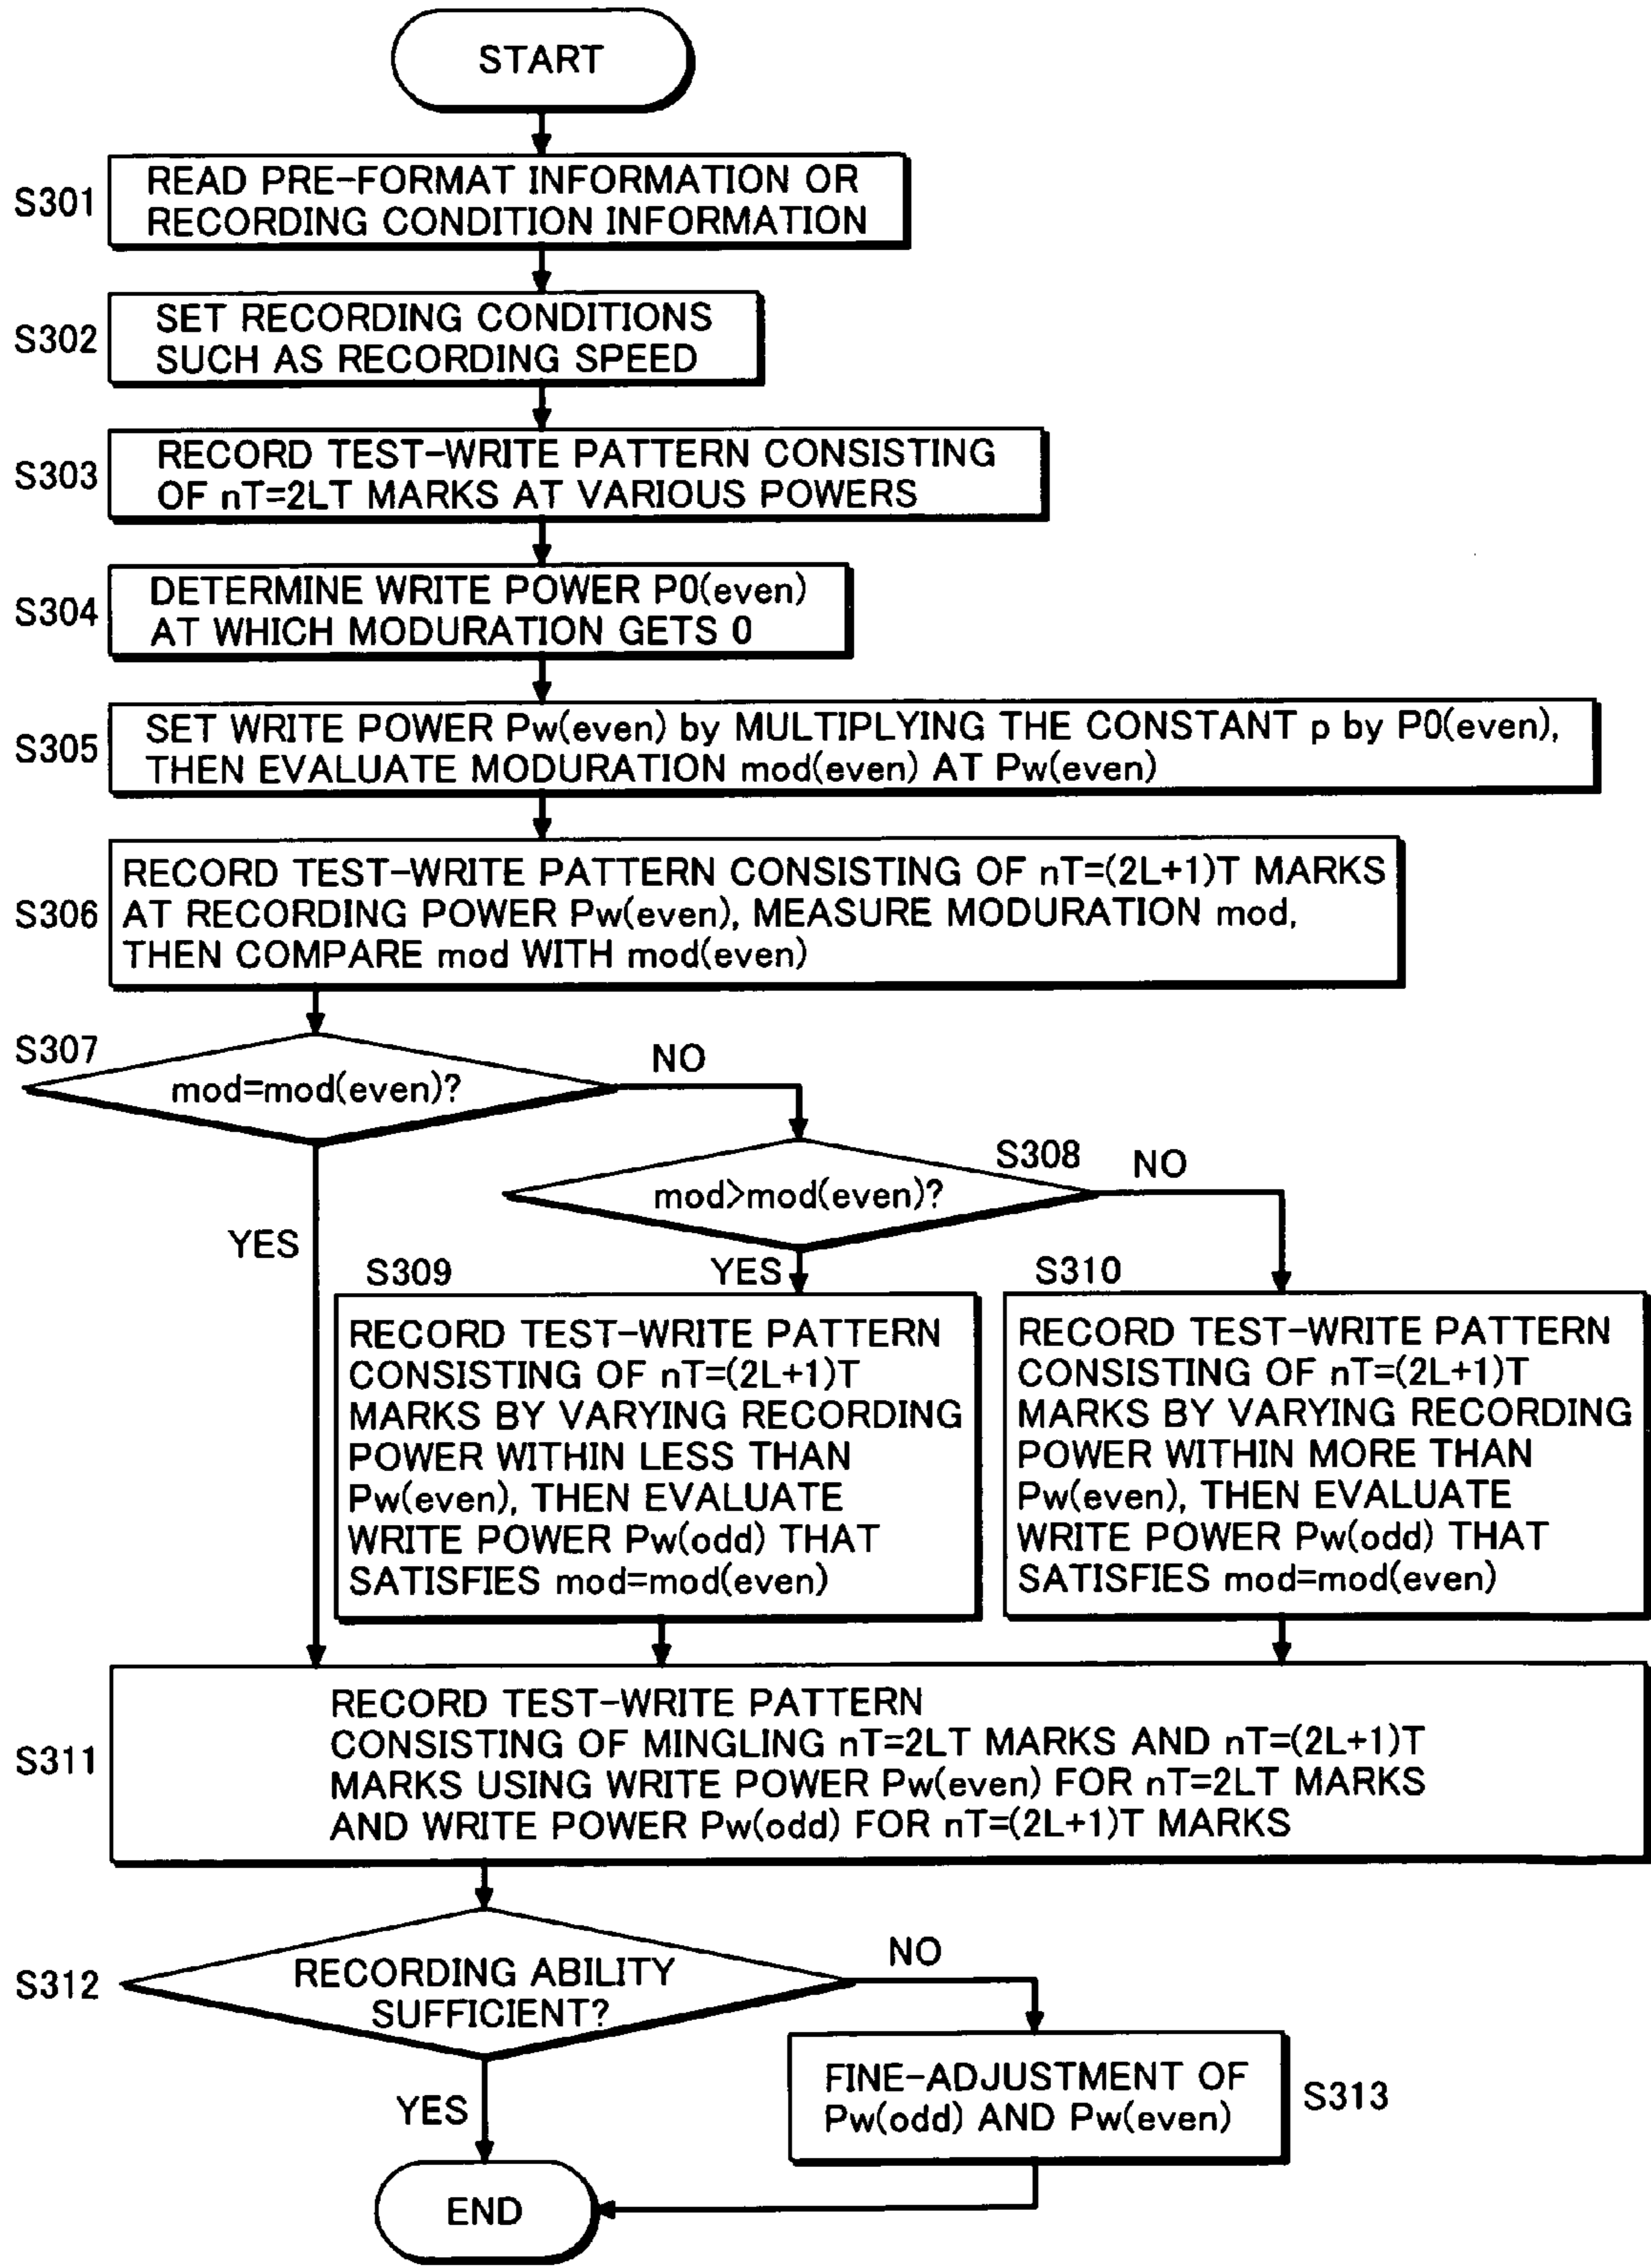 START
S301
READ PRE-FORMAT INFORMATION OR
RECORDING CONDITION INFORMATION
S302
SET RECORDING CONDITIONS
SUCH AS RECORDING SPEED
S303
RECORD TEST-WRITE PATTERN CONSISTING
OF nT=2LT MARKS AT VARIOUS POWERS
S304
DETERMINE WRITE POWER P0(even)
AT WHICH MODURATION GETS 0
S305
SET WRITE POWER Pw(even) by MULTIPLYING THE CONSTANT p by P0(even),
THEN EVALUATE MODURATION mod(even) AT Pw(even)
S306
RECORD TEST-WRITE PATTERN CONSISTING OF nT=(2L+1)T MARKS
AT RECORDING POWER Pw(even), MEASURE MODURATION mod,
THEN COMPARE mod WITH mod(even)
S307
mod=mod(even)?
NO
YES
S308
mod>mod(even)?
NO
YES
S309
RECORD TEST-WRITE PATTERN
CONSISTING OF nT=(2L+1)T
MARKS BY VARYING RECORDING
POWER WITHIN LESS THAN
Pw(even), THEN EVALUATE
WRITE POWER Pw(odd) THAT
SATISFIES mod=mod(even)
S310
RECORD TEST-WRITE PATTERN
CONSISTING OF nT=(2L+1)T
MARKS BY VARYING RECORDING
POWER WITHIN MORE THAN
Pw(even), THEN EVALUATE
WRITE POWER Pw(odd) THAT
SATISFIES mod=mod(even)
S311
RECORD TEST-WRITE PATTERN
CONSISTING OF MINGLING nT=2LT MARKS AND nT=(2L+1)T
MARKS USING WRITE POWER Pw(even) FOR nT=2LT MARKS
AND WRITE POWER Pw(odd) FOR nT=(2L+1)T MARKS
S312
RECORDING ABILITY
SUFFICIENT?
NO
YES
FINE-ADJUSTMENT OF
Pw(odd) AND Pw(even)
S313
END